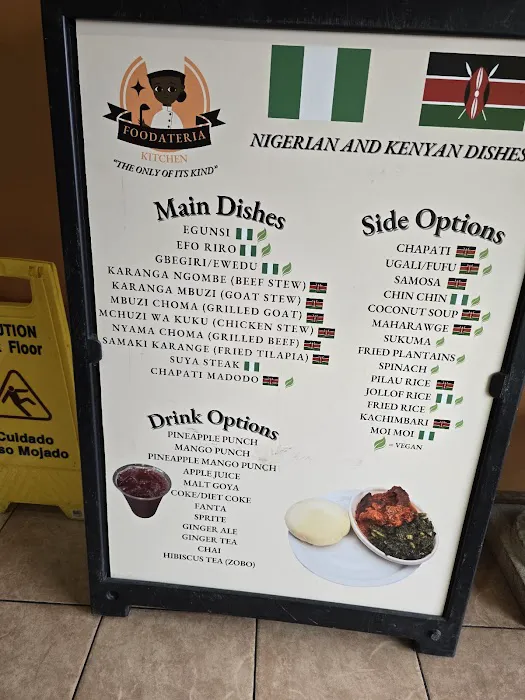 FOODATERIA
KITCHEN
"THE ONLY OF ITS KIND"
NIGERIAN AND KENYAN DISHES
Main Dishes
EGUNSI
EFO RIRO
GBEGIRI/EWEDU
KARANGA NGOMBE (BEEF STEW)
KARANGA MBUZI (GOAT STEW)
MBUZI CHOMA (GRILLED GOAT)
MCHUZI WA KUKU (CHICKEN STEW)
NYAMA CHOMA (GRILLED BEEF)
SAMAKI KARANGE (FRIED TILAPIA)
SUYA STEAK
CHAPATI MADODO
Side Options
CHAPATI
UGALI/FUFU
SAMOSA
CHIN CHIN
COCONUT SOUP
MAHARAWGE
SUKUMA
FRIED PLANTAINS
SPINACH
PILAU RICE
JOLLOF RICE
FRIED RICE
KACHIMBARI
MOI MOI
= VEGAN
Drink Options
PINEAPPLE PUNCH
MANGO PUNCH
PINEAPPLE MANGO PUNCH
APPLE JUICE
MALT GOYA
COKE/DIET COKE
FANTA
SPRITE
GINGER ALE
GINGER TEA
CHAI
HIBISCUS TEA (ZOBO)
UTION
Floor
Cuidado
so Mojado